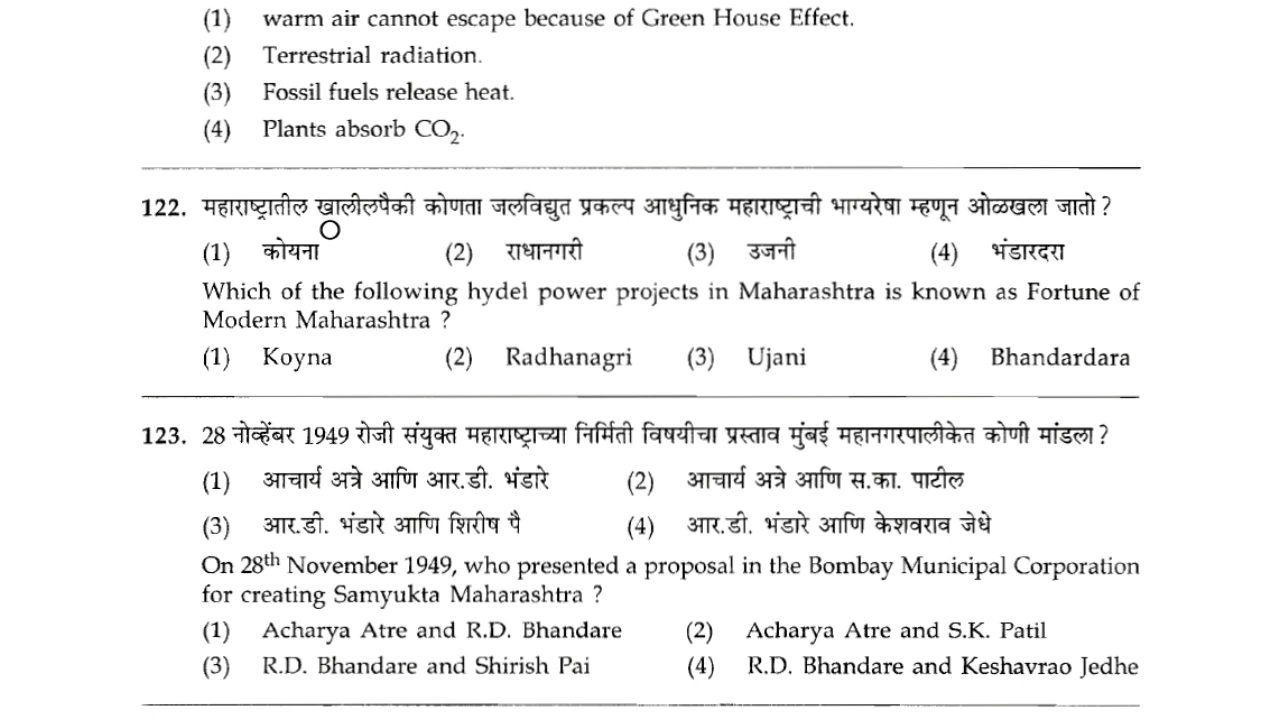 (1) warm air cannot escape because of Green House Effect.
(2) Terrestrial radiation.
(3) Fossil fuels release heat.
(4) Plants absorb CO₂.
122. महाराष्ट्रातील खालीलपैकी कोणता जलविद्युत प्रकल्प आधुनिक महाराष्ट्राची भाग्यरेषा म्हणून ओळखला जातो ?
(1) कोयना (2) राधानगरी (3) उजनी (4) भंडारदरा
Which of the following hydel power projects in Maharashtra is known as Fortune of
Modern Maharashtra ?
(1) Koyna (2) Radhanagri (3) Ujani (4) Bhandardara
123. 28 नोव्हेंबर 1949 रोजी संयुक्त महाराष्ट्राच्या निर्मिती विषयीचा प्रस्ताव मुंबई महानगरपालीकेत कोणी मांडला ?
(1) आचार्य अत्रे आणि आर.डी. भंडारे (2) आचार्य अत्रे आणि स.का. पाटील
(3) आर.डी. भंडारे आणि शिरीष पै (4) आर.डी. भंडारे आणि केशवराव जेधे
On 28th November 1949, who presented a proposal in the Bombay Municipal Corporation
for creating Samyukta Maharashtra ?
(1) Acharya Atre and R.D. Bhandare (2) Acharya Atre and S.K. Patil
(3) R.D. Bhandare and Shirish Pai (4) R.D. Bhandare and Keshavrao Jedhe